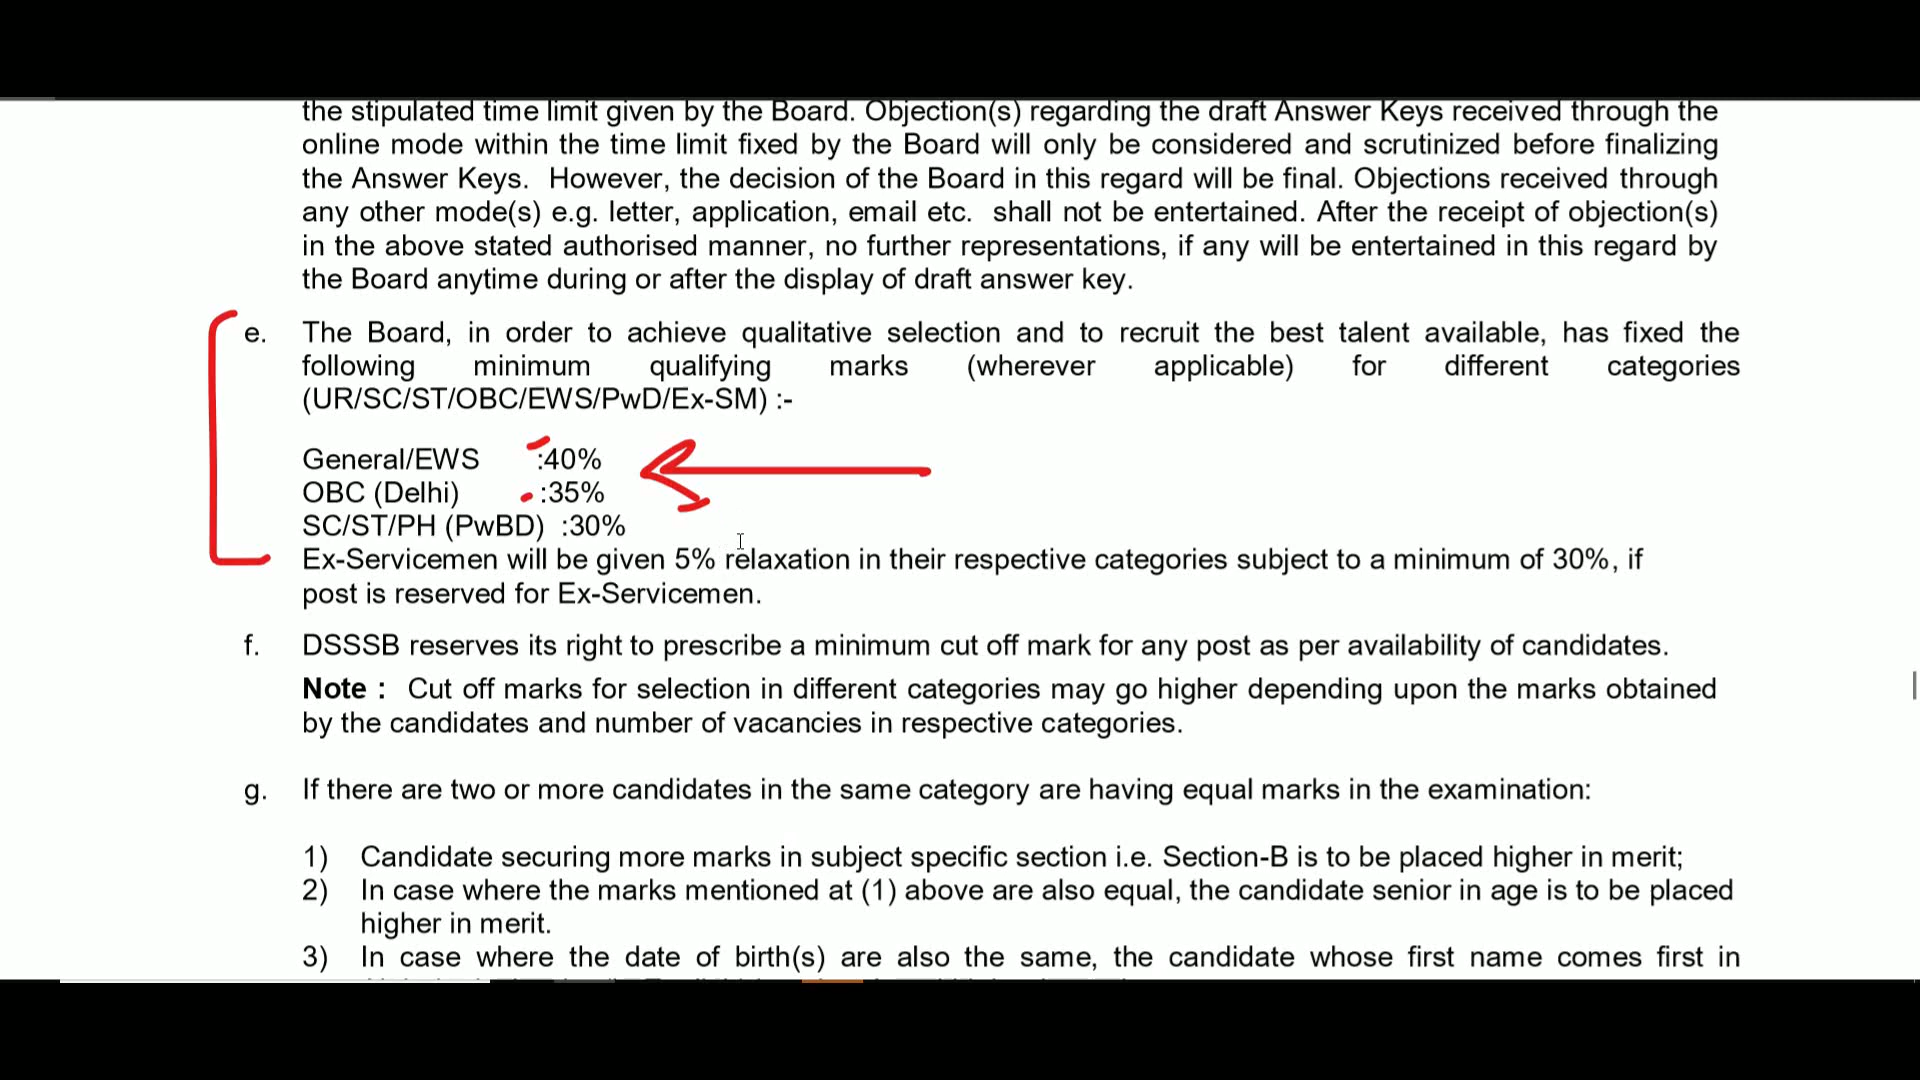 the stipulated time limit given by the Board. Objection(s) regarding the draft Answer Keys received through the
online mode within the time limit fixed by the Board will only be considered and scrutinized before finalizing
the Answer Keys. However, the decision of the Board in this regard will be final. Objections received through
any other mode(s) e.g. letter, application, email etc. shall not be entertained. After the receipt of objection(s)
in the above stated authorised manner, no further representations, if any will be entertained in this regard by
the Board anytime during or after the display of draft answer key.
e. The Board, in order to achieve qualitative selection and to recruit the best talent available, has fixed the
following minimum qualifying marks (wherever applicable) for different categories
(UR/SC/ST/OBC/EWS/PwD/Ex-SM) :-
General/EWS :40%
OBC (Delhi) :35%
SC/ST/PH (PwBD) :30%
Ex-Servicemen will be given 5% relaxation in their respective categories subject to a minimum of 30%, if
post is reserved for Ex-Servicemen.
f. DSSSB reserves its right to prescribe a minimum cut off mark for any post as per availability of candidates.
Note : Cut off marks for selection in different categories may go higher depending upon the marks obtained
by the candidates and number of vacancies in respective categories.
g. If there are two or more candidates in the same category are having equal marks in the examination:
1) Candidate securing more marks in subject specific section i.e. Section-B is to be placed higher in merit;
2) In case where the marks mentioned at (1) above are also equal, the candidate senior in age is to be placed
higher in merit.
3) In case where the date of birth(s) are also the same, the candidate whose first name comes first in